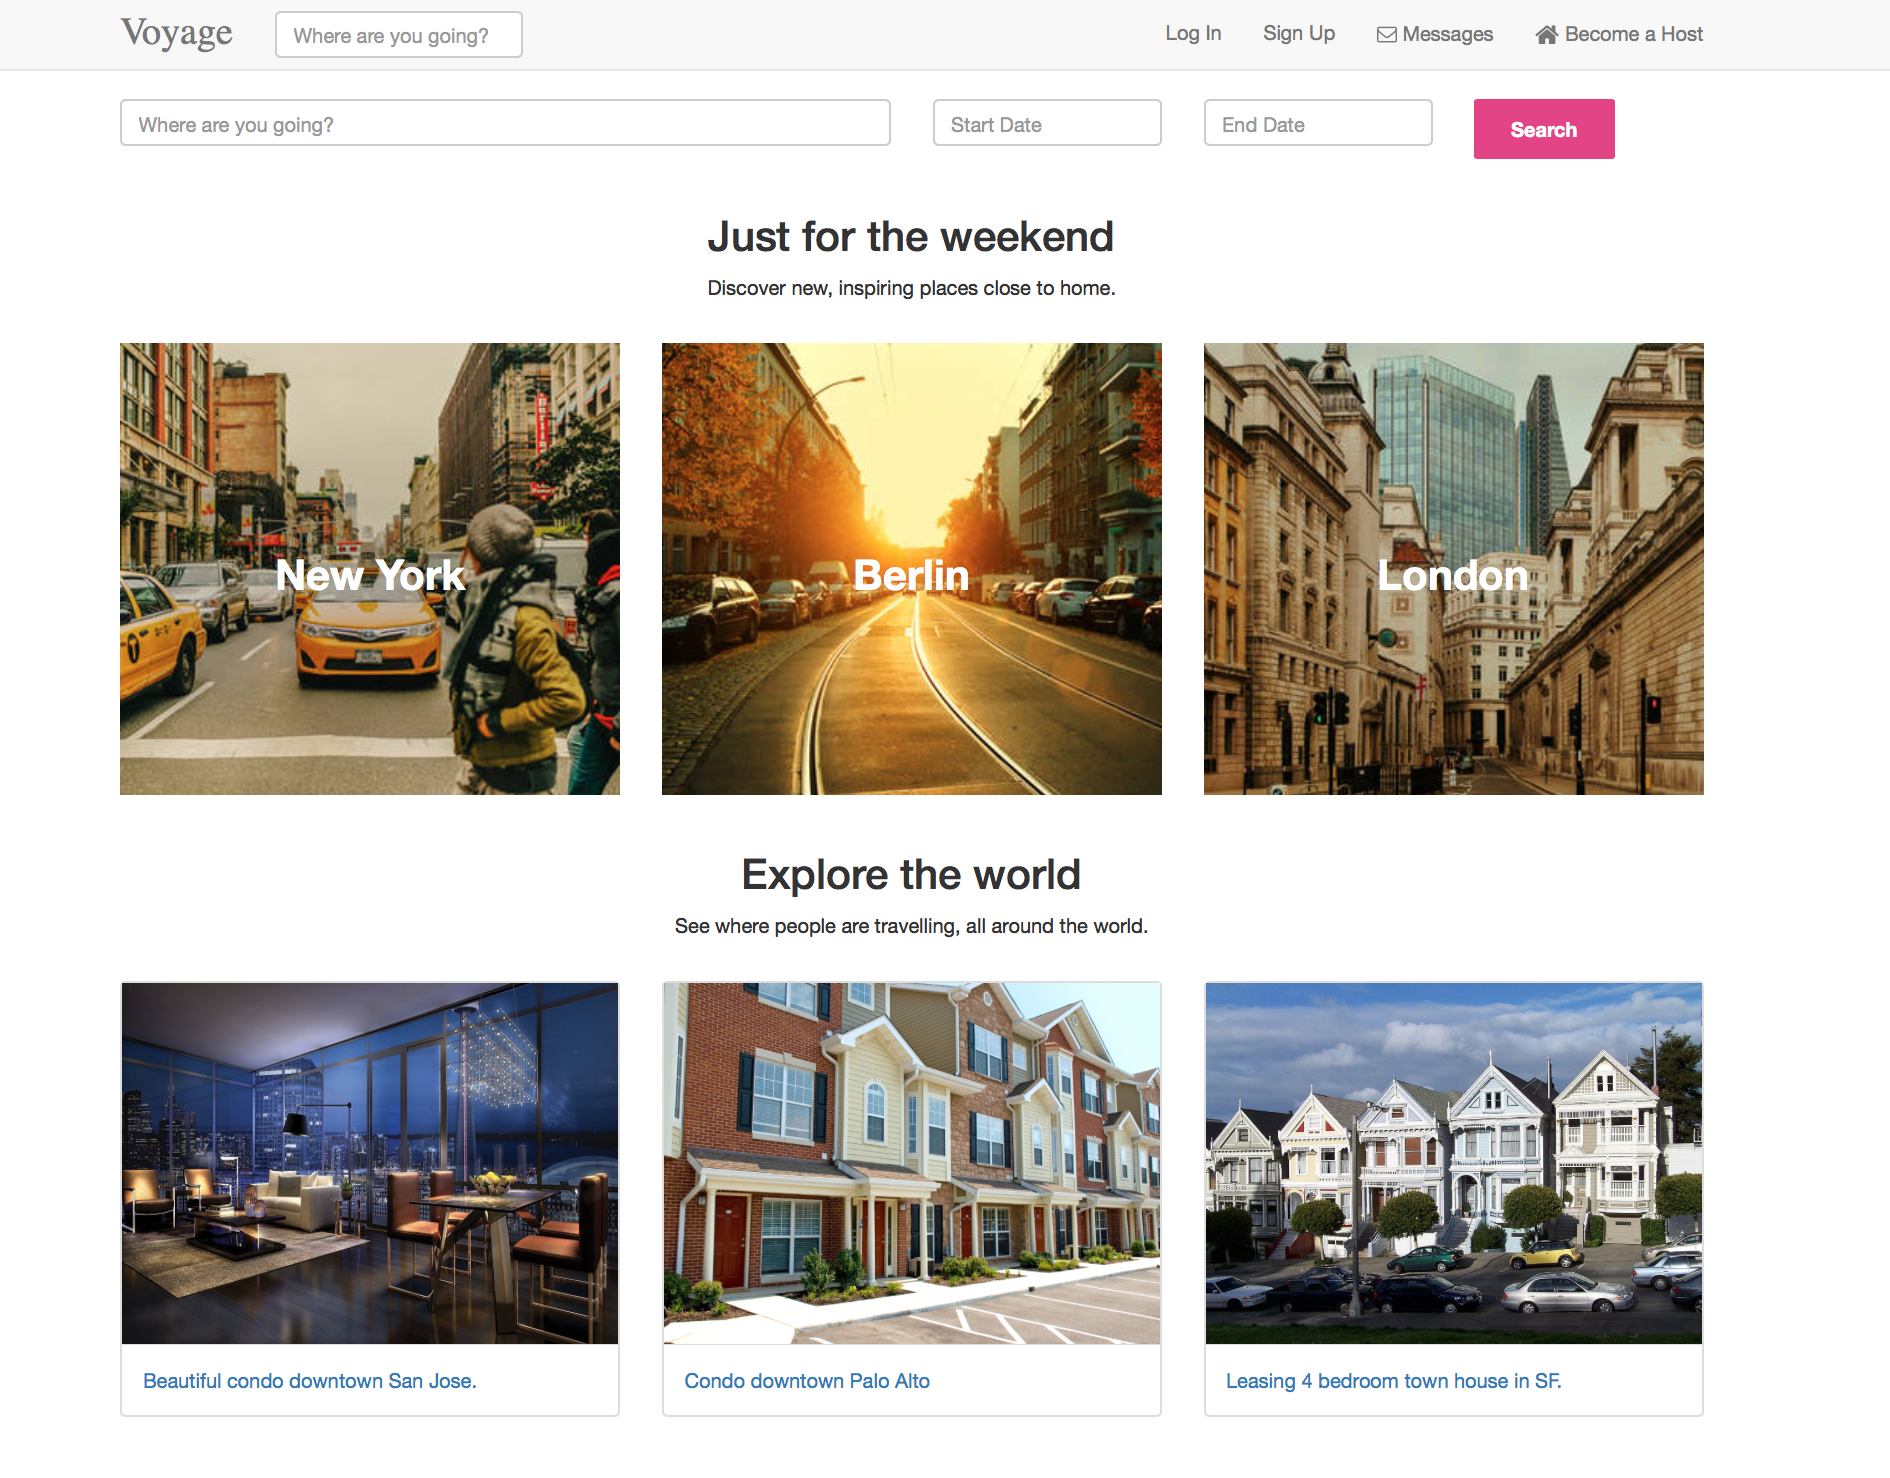 Voyage
Where are you going?
Log In
Sign Up
Messages
Become a Host
Where are you going?
Start Date
End Date
Search
Just for the weekend
Discover new, inspiring places close to home.
New York
Berlin
London
Explore the world
See where people are travelling, all around the world.
Beautiful condo downtown San Jose.
Condo downtown Palo Alto
Leasing 4 bedroom town house in SF.